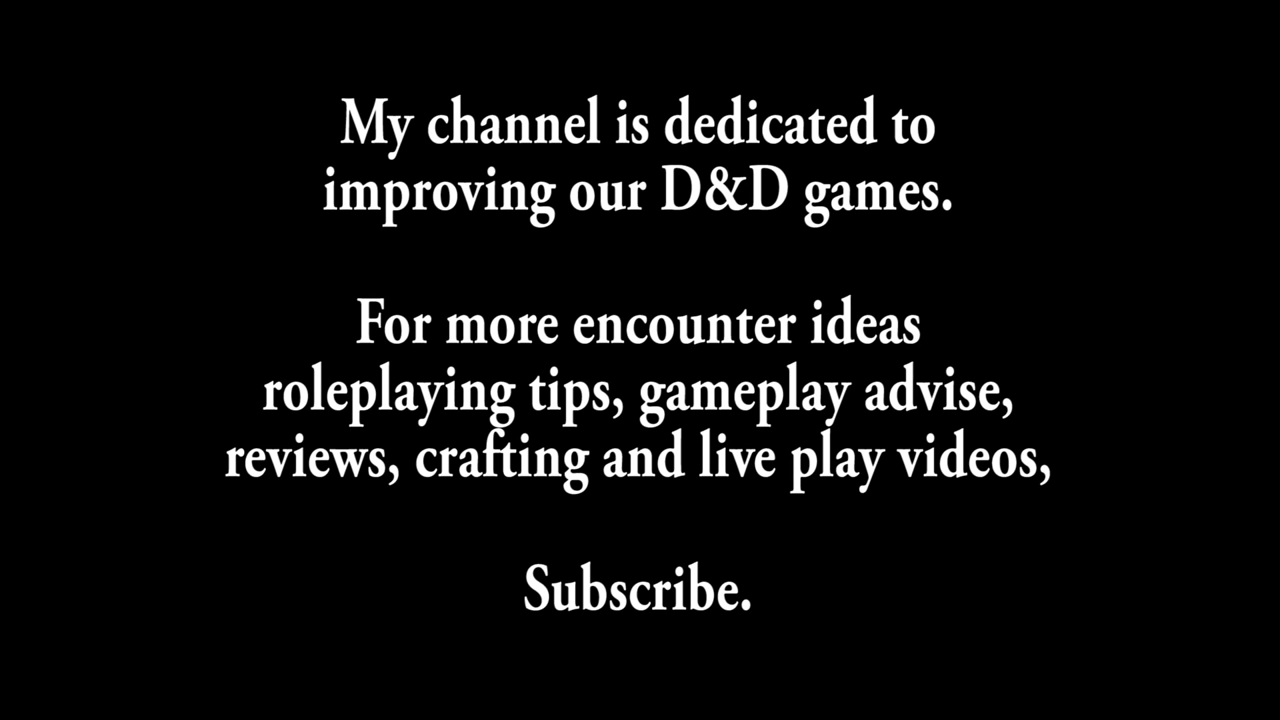 My channel is dedicated to
improving our D&D games.
For more encounter ideas
roleplaying tips, gameplay advise,
reviews, crafting and live play videos,
Subscribe.